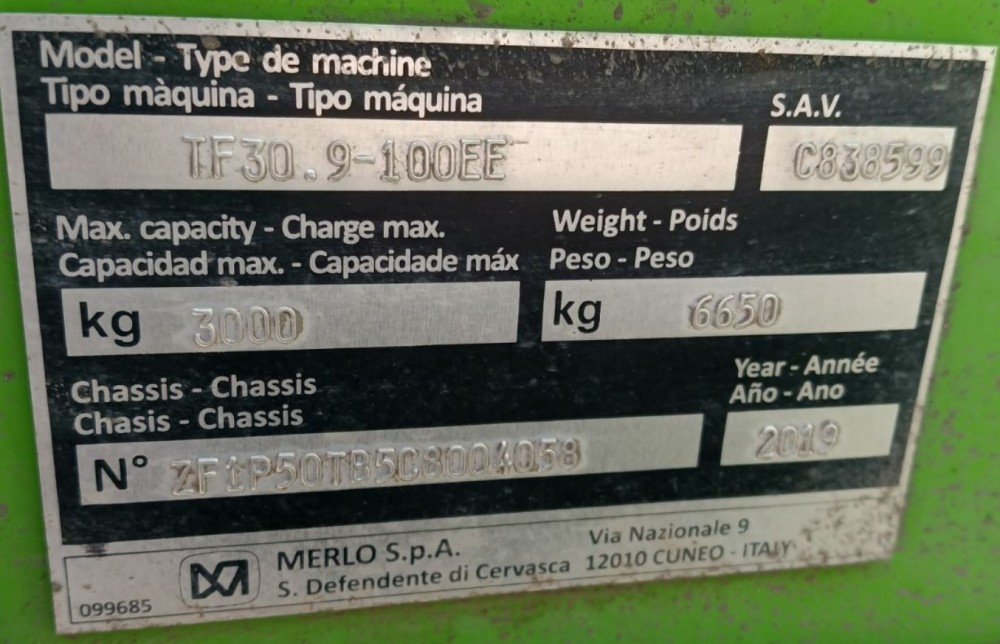 Model - Type de machine
Tipo màquina - Tipo máquina
S.A.V.
TF30.9-100EE
C838599
Max. capacity - Charge max.
Capacidad max. - Capacidade máx
Weight - Poids
Peso - Peso
kg 3000
kg 6650
Chassis - Chassis
Chasis - Chassis
Year - Année
Año - Ano
N° ZF1P50TB5C8004058
2019
MERLO S.p.A.
S. Defendente di Cervasca
Via Nazionale 9
12010 CUNEO - ITALY
099685